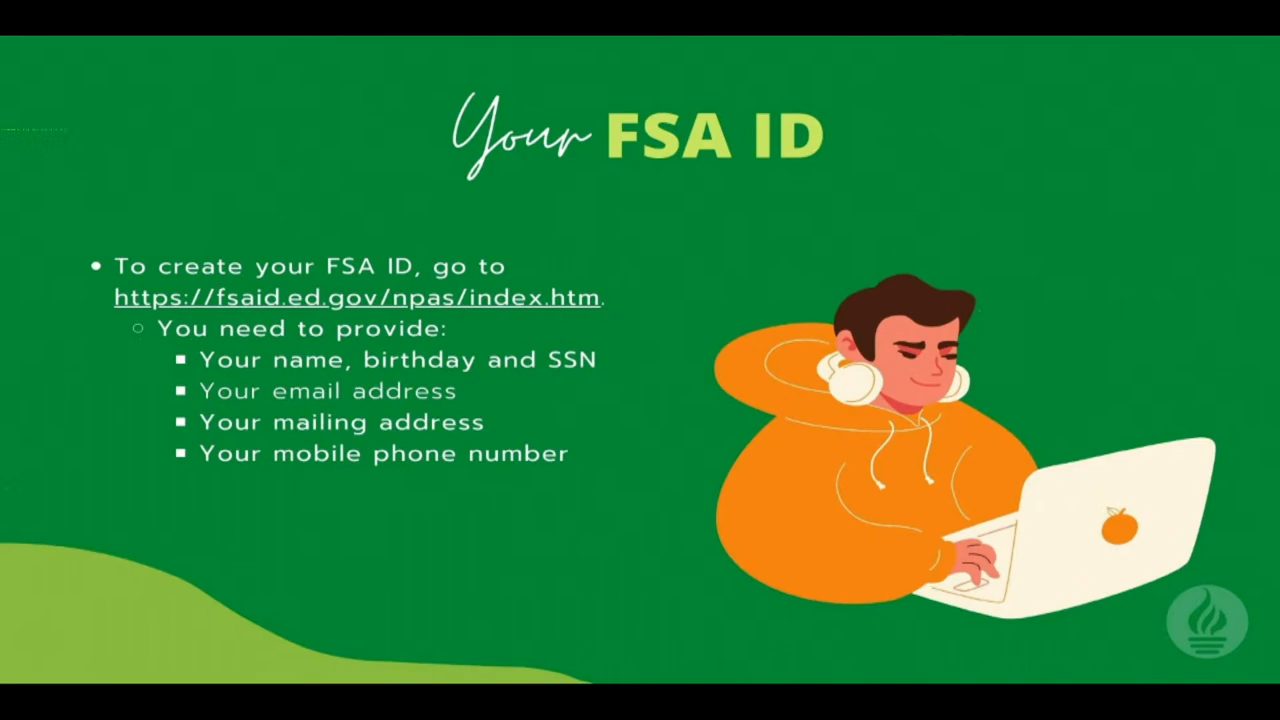 Your FSA ID
To create your FSA ID, go to
https://fsaid.ed.gov/npas/index.htm.
You need to provide:
Your name, birthday and SSN
Your email address
Your mailing address
Your mobile phone number